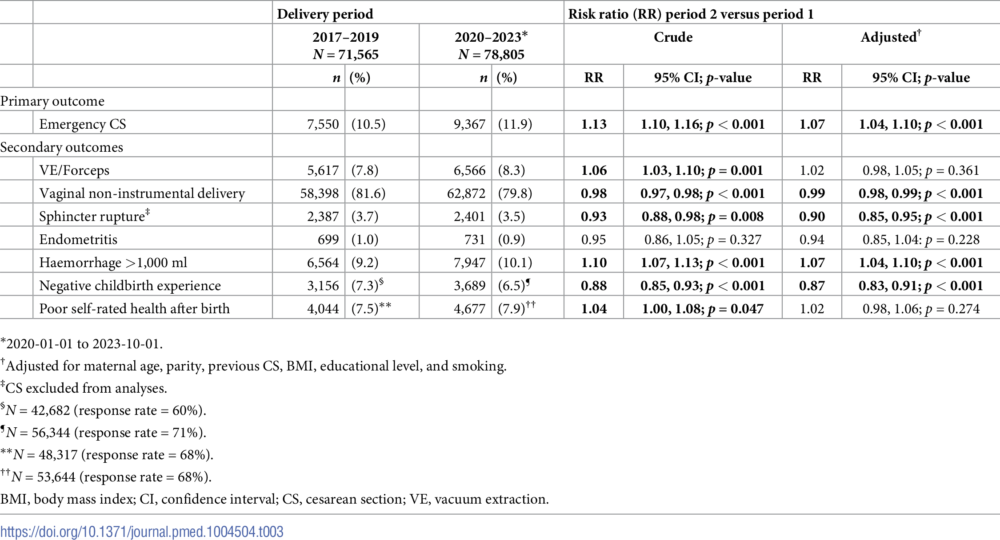 Delivery period Risk ratio (RR) period 2 versus period 1
2017–2019 2020–2023* Crude Adjusted†
N = 71,565 N = 78,805
n (%) n (%) RR 95% CI; p-value RR 95% CI; p-value
Primary outcome
Emergency CS 7,550 (10.5) 9,367 (11.9) 1.13 1.10, 1.16; p < 0.001 1.07 1.04, 1.10; p < 0.001
Secondary outcomes
VE/Forceps 5,617 (7.8) 6,566 (8.3) 1.06 1.03, 1.10; p = 0.001 1.02 0.98, 1.05; p = 0.361
Vaginal non-instrumental delivery 58,398 (81.6) 62,872 (79.8) 0.98 0.97, 0.98; p < 0.001 0.99 0.98, 0.99; p < 0.001
Sphincter rupture‡ 2,387 (3.7) 2,401 (3.5) 0.93 0.88, 0.98; p = 0.008 0.90 0.85, 0.95; p < 0.001
Endometritis 699 (1.0) 731 (0.9) 0.95 0.86, 1.05; p = 0.327 0.94 0.85, 1.04: p = 0.228
Haemorrhage >1,000 ml 6,564 (9.2) 7,947 (10.1) 1.10 1.07, 1.13; p < 0.001 1.07 1.04, 1.10; p < 0.001
Negative childbirth experience 3,156 (7.3)§ 3,689 (6.5)¶ 0.88 0.85, 0.93; p < 0.001 0.87 0.83, 0.91; p < 0.001
Poor self-rated health after birth 4,044 (7.5)** 4,677 (7.9)†† 1.04 1.00, 1.08; p = 0.047 1.02 0.98, 1.06; p = 0.274
*2020-01-01 to 2023-10-01.
†Adjusted for maternal age, parity, previous CS, BMI, educational level, and smoking.
‡CS excluded from analyses.
§N = 42,682 (response rate = 60%).
¶N = 56,344 (response rate = 71%).
**N = 48,317 (response rate = 68%).
††N = 53,644 (response rate = 68%).
BMI, body mass index; CI, confidence interval; CS, cesarean section; VE, vacuum extraction.
https://doi.org/10.1371/journal.pmed.1004504.t003